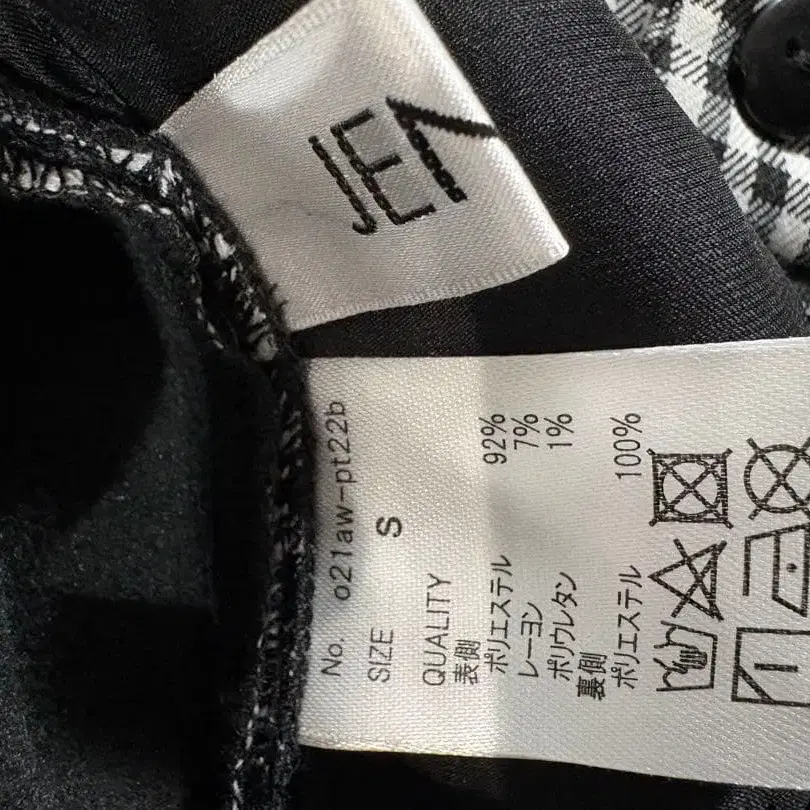 No. o21aw-pt22b
SIZE S
QUALITY
表側
ポリエステル 92%
レーヨン 7%
ポリウレタン 1%
裏側
ポリエステル 100%